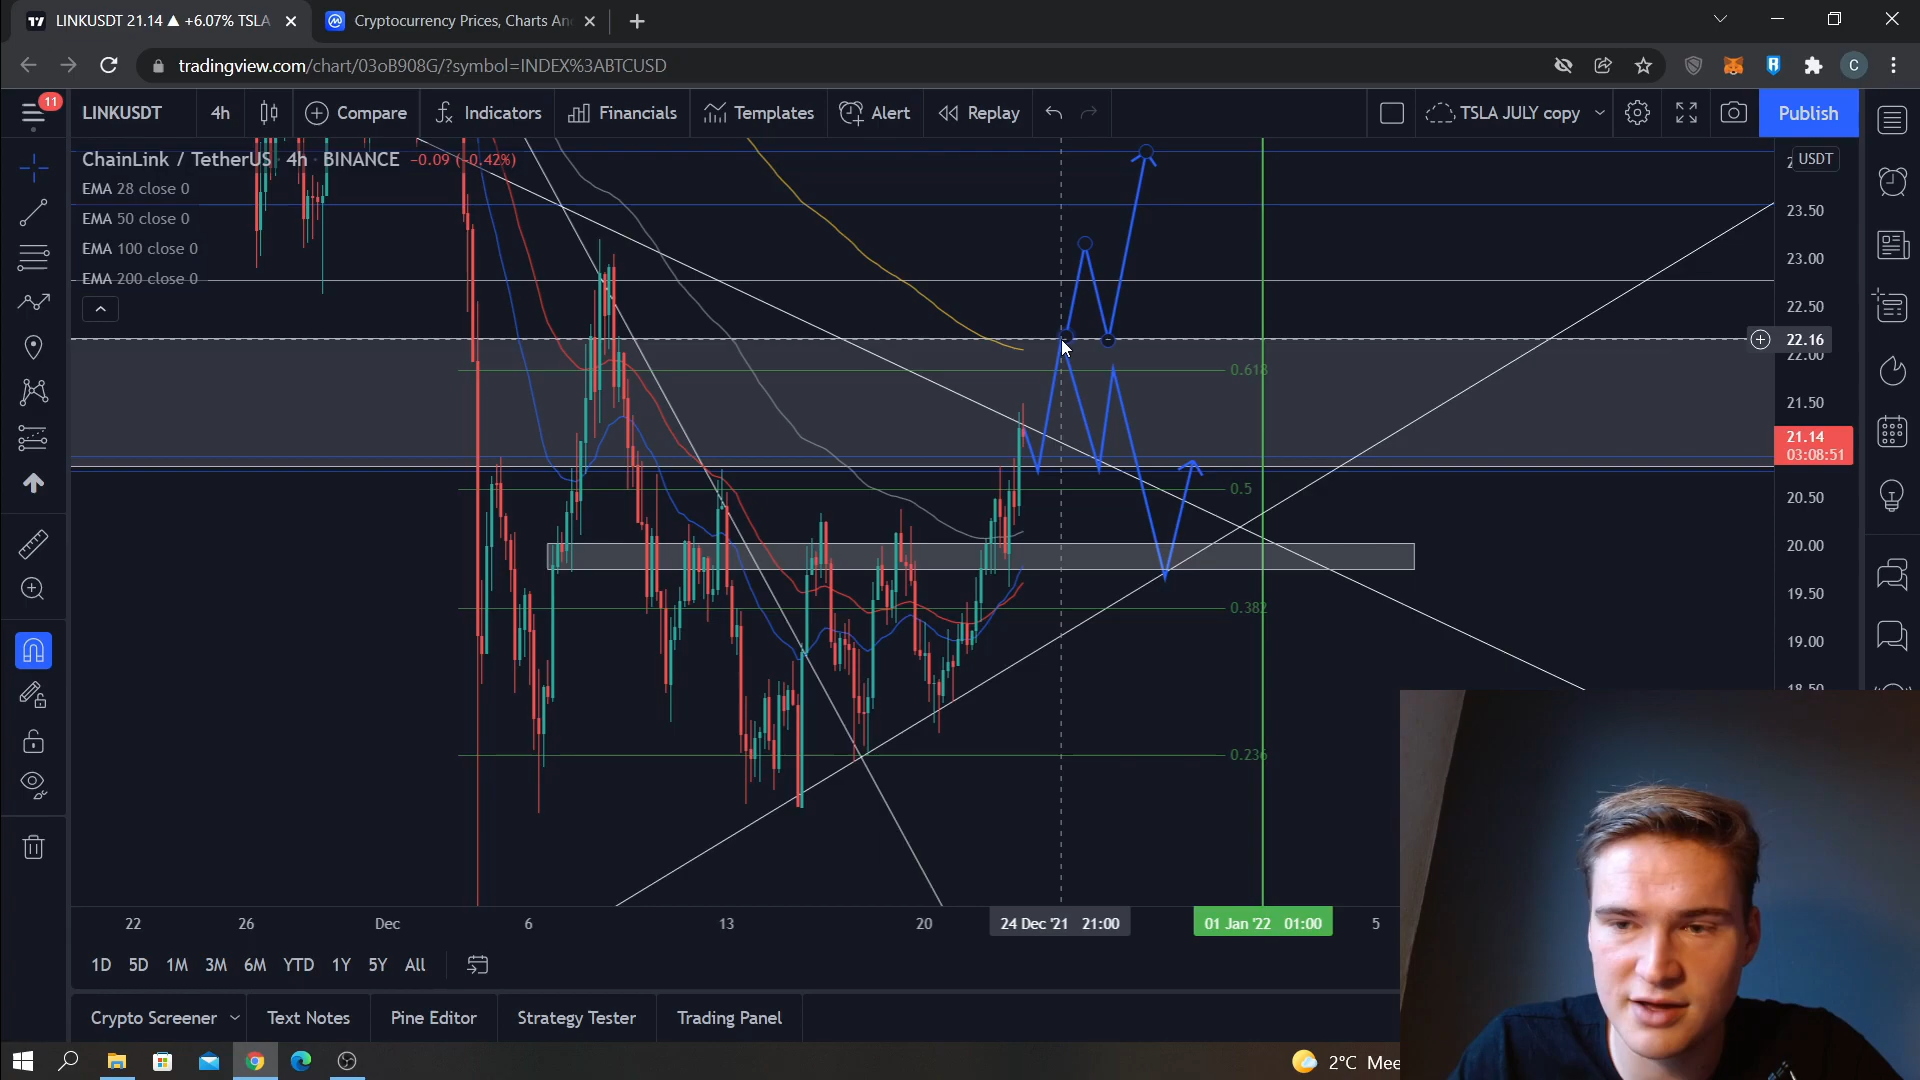 LINKUSDT 21.14 ▲ +6.07% TSLA
Cryptocurrency Prices, Charts An
tradingview.com/chart/03oB908G/?symbol=INDEX%3ABTCUSD
C
11
LINKUSDT
4h
Compare
Indicators
Financials
Templates
Alert
Replay
TSLA JULY copy
Publish
ChainLink / TetherUS 4h BINANCE −0.09 (−0.42%)
USDT
EMA 28 close 0
EMA 50 close 0
EMA 100 close 0
EMA 200 close 0
23.50
23.00
22.50
22.16
22.00
21.50
21.14
03:08:51
20.50
20.00
19.50
19.00
18.50
0.618
0.5
0.382
0.236
22
26
Dec
6
13
20
24 Dec '21 21:00
01 Jan '22 01:00
5
1D 5D 1M 3M 6M YTD 1Y 5Y All
Crypto Screener
Text Notes
Pine Editor
Strategy Tester
Trading Panel
2°C Mee